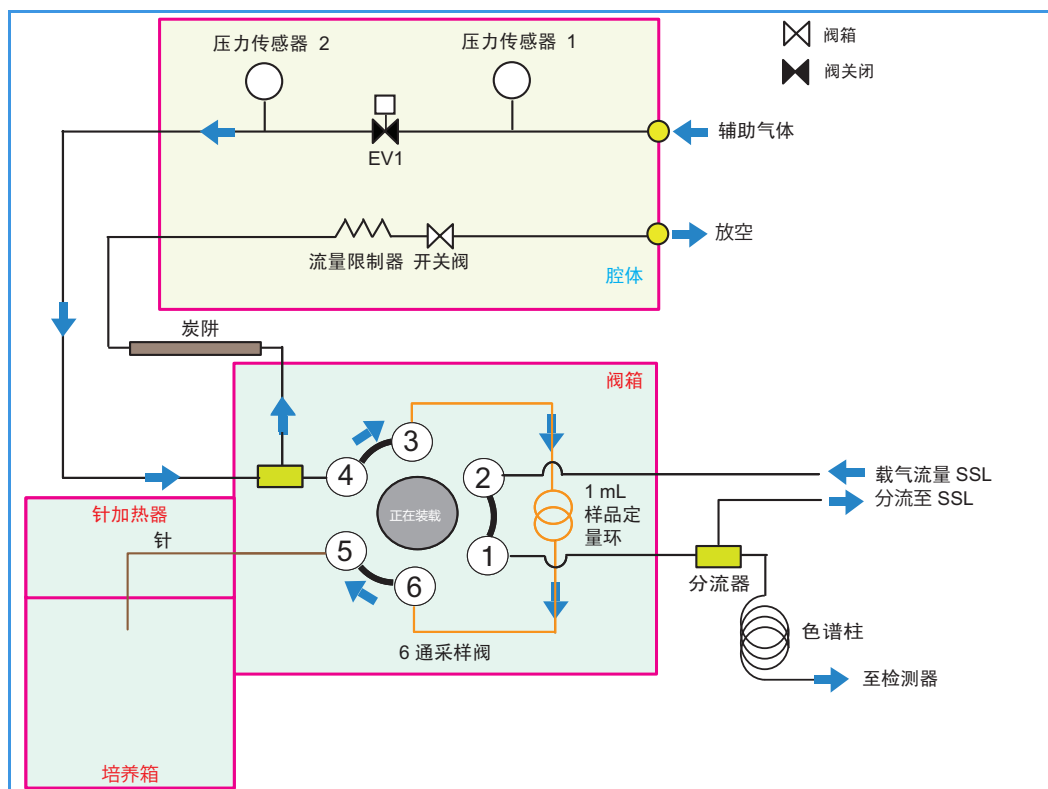 压力传感器 2
压力传感器 1
阀箱
阀关闭
EV1
辅助气体
流量限制器
开关阀
放空
腔体
炭阱
阀箱
3
4
2
正在装载
1 mL
样品定
量环
载气流量 SSL
分流至 SSL
针加热器
针
5
1
6
分流器
6 通采样阀
色谱柱
至检测器
培养箱